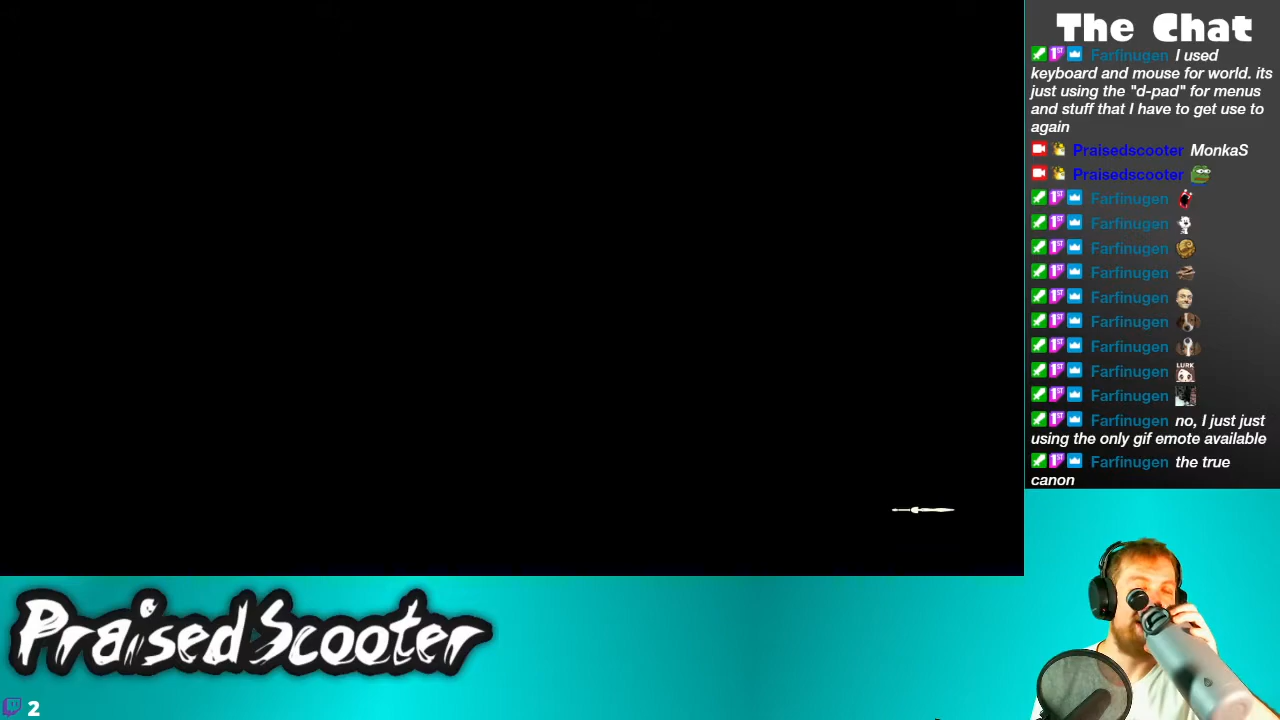 The Chat
Farfinugen I used
keyboard and mouse for world. its
just using the "d-pad" for menus
and stuff that I have to get use to
again
Praisedscooter MonkaS
Praisedscooter
Farfinugen
Farfinugen
Farfinugen
Farfinugen
Farfinugen
Farfinugen
Farfinugen
Farfinugen LURK
Farfinugen
Farfinugen no, I just just
using the only gif emote available
Farfinugen the true
canon
PraisedScooter
2